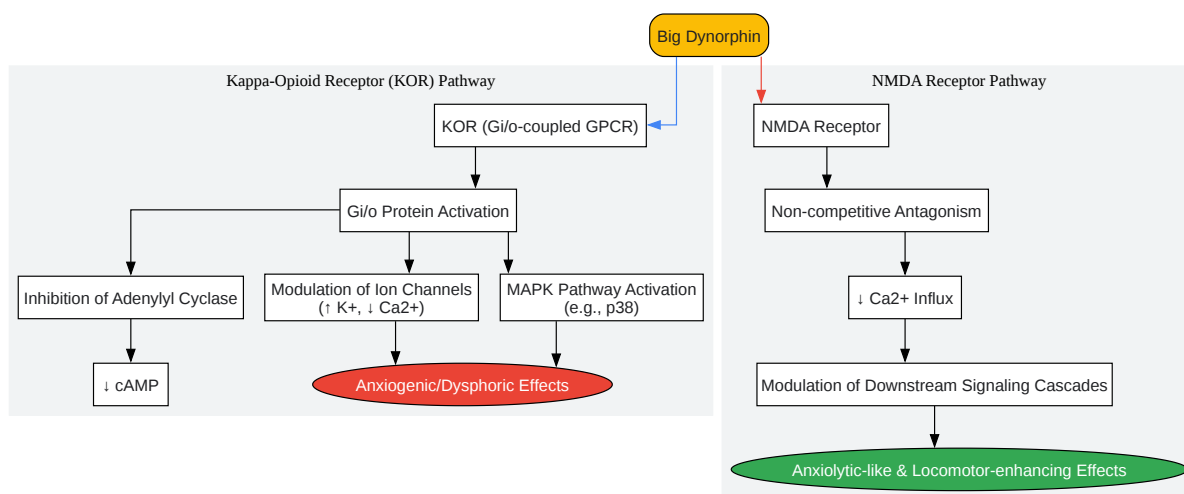 Big Dynorphin
Kappa-Opioid Receptor (KOR) Pathway
KOR (Gi/o-coupled GPCR)
Gi/o Protein Activation
Inhibition of Adenylyl Cyclase
Modulation of Ion Channels
(↑ K+, ↓ Ca2+)
MAPK Pathway Activation
(e.g., p38)
↓ cAMP
Anxiogenic/Dysphoric Effects
NMDA Receptor Pathway
NMDA Receptor
Non-competitive Antagonism
↓ Ca2+ Influx
Modulation of Downstream Signaling Cascades
Anxiolytic-like & Locomotor-enhancing Effects